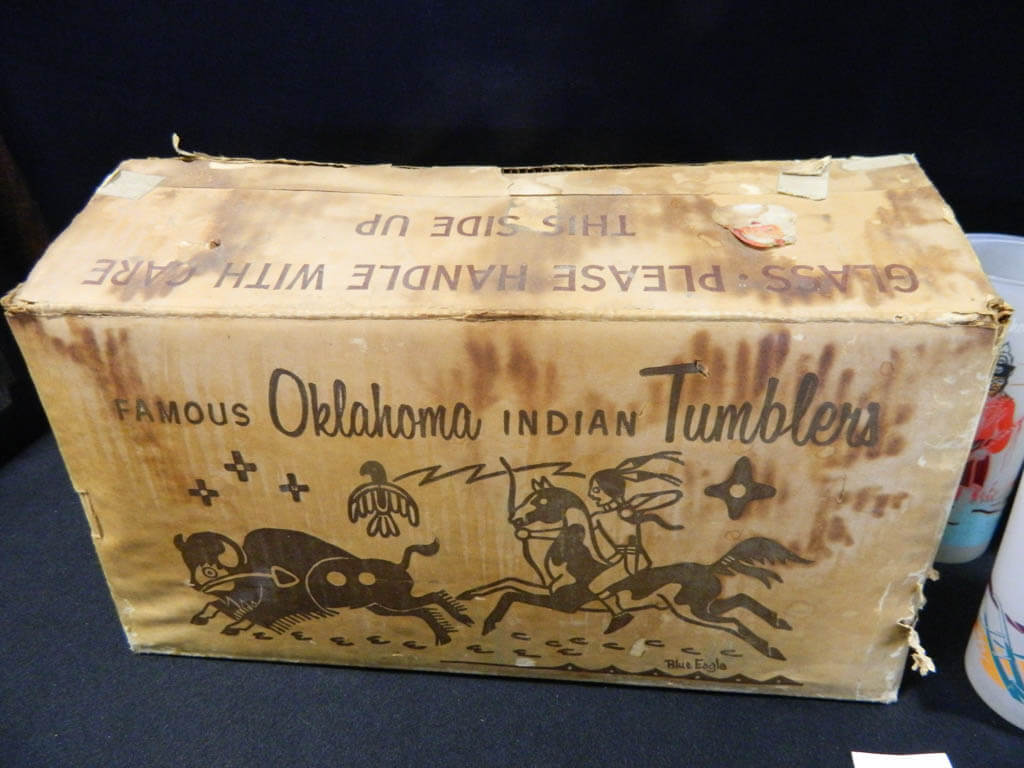 GLASS · PLEASE HANDLE WITH CARE
THIS SIDE UP
FAMOUS Oklahoma INDIAN Tumblers
Blue Eagle